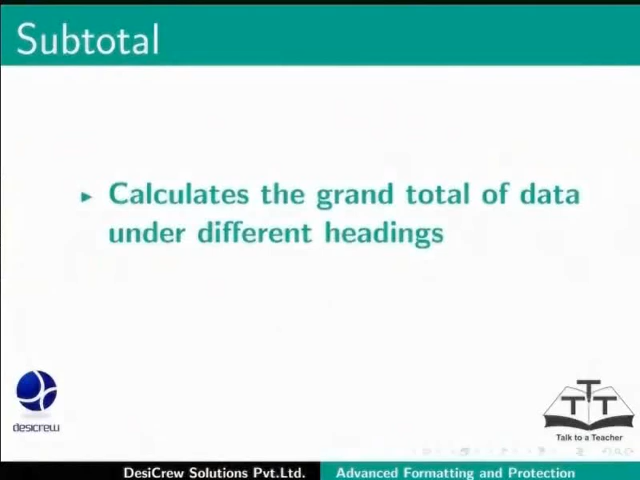 Subtotal
▶ Calculates the grand total of data
under different headings
desicrew
T T T
Talk to a Teacher
DesiCrew Solutions Pvt.Ltd. Advanced Formatting and Protection